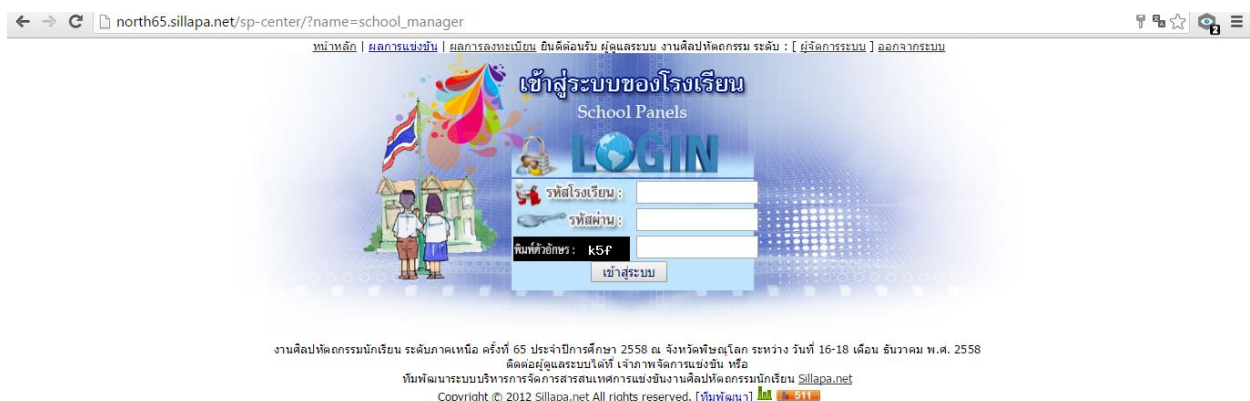 north65.sillapa.net/sp-center/?name=school_manager
2
หน้าหลัก | ผลการแข่งขัน | ผลการลงทะเบียน ยินดีต้อนรับ ผู้ดูแลระบบ งานศิลปหัตถกรรม ระดับ : [ ผู้จัดการระบบ ] ออกจากระบบ
เข้าสู่ระบบของโรงเรียน
School Panels
LOGIN
รหัสโรงเรียน :
รหัสผ่าน :
พิมพ์ตัวอักษร : k5f
เข้าสู่ระบบ
งานศิลปหัตถกรรมนักเรียน ระดับภาคเหนือ ครั้งที่ 65 ประจำปีการศึกษา 2558 ณ จังหวัดพิษณุโลก ระหว่าง วันที่ 16-18 เดือน ธันวาคม พ.ศ. 2558
ติดต่อผู้ดูแลระบบได้ที่ เจ้าภาพจัดการแข่งขัน หรือ
ทีมพัฒนาระบบบริหารการจัดการสารสนเทศการแข่งขันงานศิลปหัตถกรรมนักเรียน Sillapa.net
Copyright © 2012 Sillapa.net All rights reserved. [ทีมพัฒนา] 511